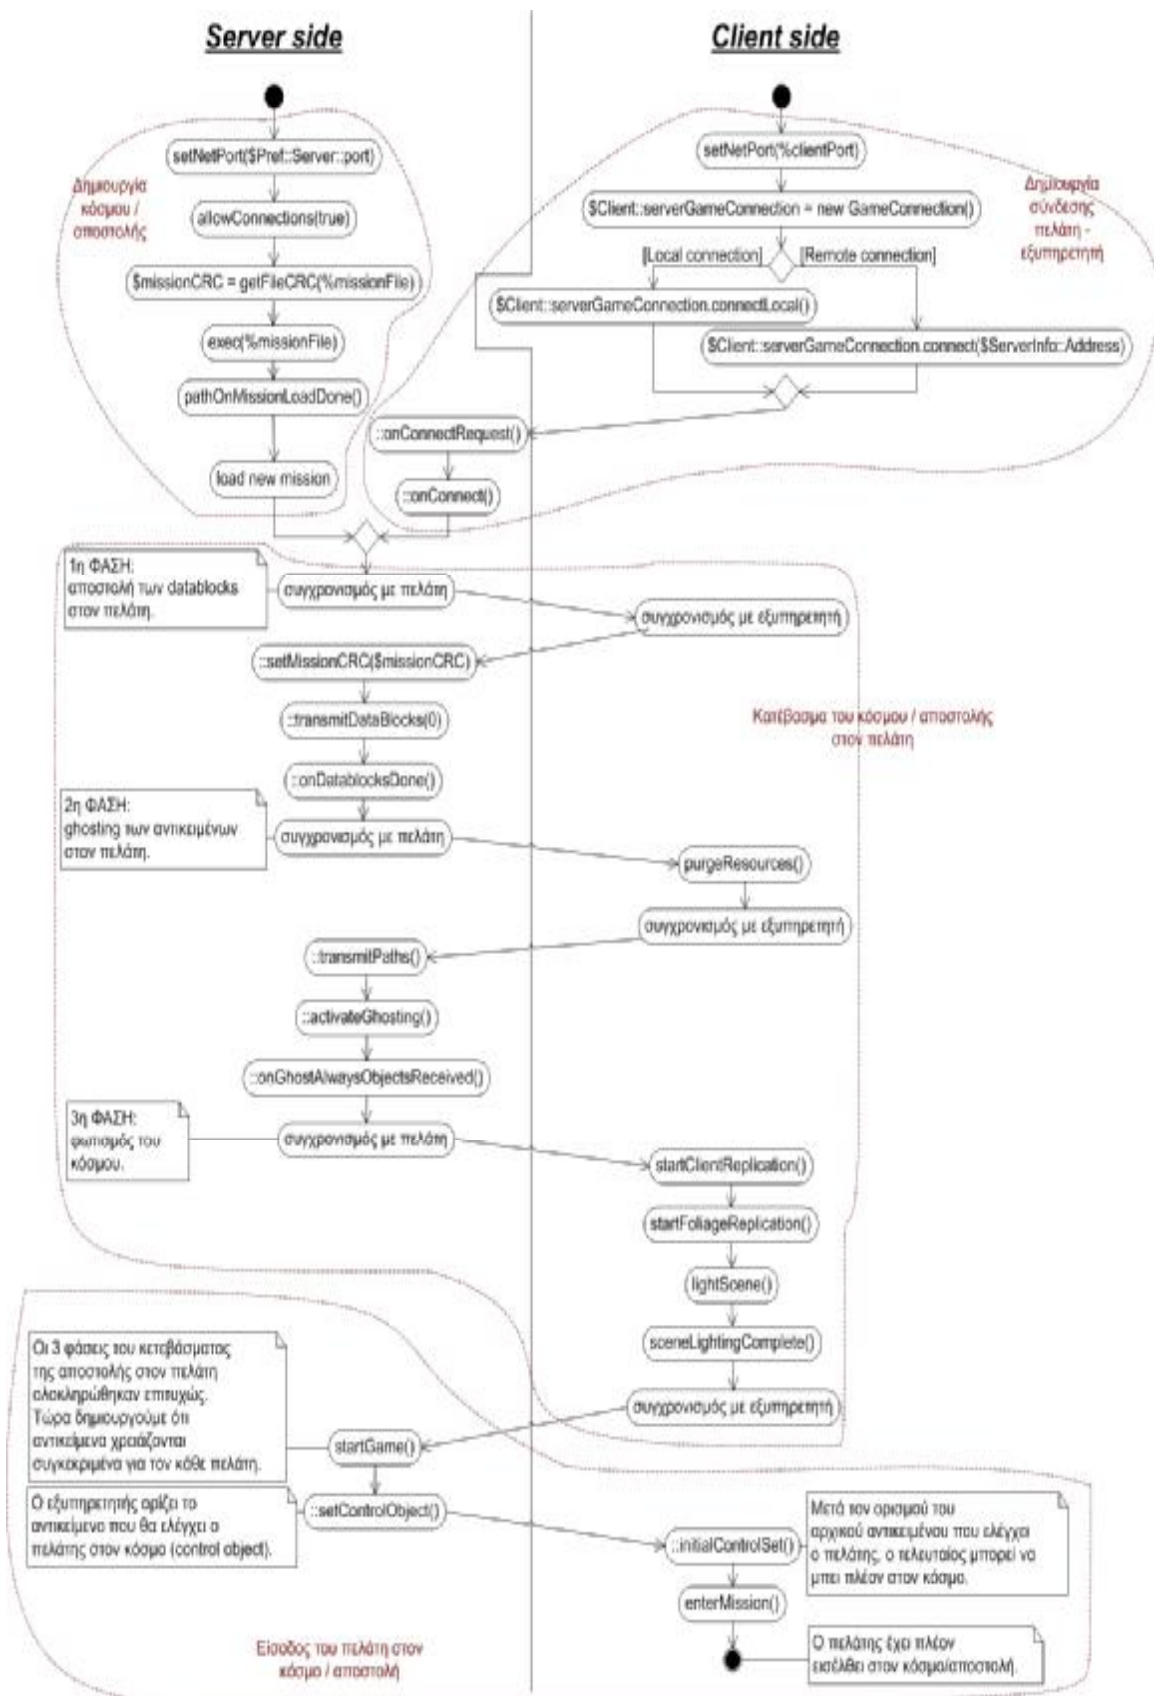 Server side
Client side
setNetPort($Pref::Server::port)
Δημιουργία
κόσμου /
αποστολής
allowConnections(true)
$missionCRC = getFileCRC(%missionFile)
exec(%missionFile)
pathOnMissionLoadDone()
load new mission
setNetPort(%clientPort)
$Client::serverGameConnection = new GameConnection()
Δημιουργία
σύνδεσης
πελάτη -
εξυπηρετητή
[Local connection]
[Remote connection]
$Client::serverGameConnection.connectLocal()
$Client::serverGameConnection.connect($ServerInfo::Address)
::onConnectRequest()
::onConnect()
1η ΦΑΣΗ:
αποστολή των datablocks
στον πελάτη.
συγχρονισμός με πελάτη
συγχρονισμός με εξυπηρετητή
::setMissionCRC($missionCRC)
::transmitDataBlocks(0)
Κατέβασμα του κόσμου / αποστολής
στον πελάτη
::onDatablocksDone()
2η ΦΑΣΗ:
ghosting των αντικειμένων
στον πελάτη.
συγχρονισμός με πελάτη
purgeResources()
συγχρονισμός με εξυπηρετητή
::transmitPaths()
::activateGhosting()
::onGhostAlwaysObjectsReceived()
3η ΦΑΣΗ:
φωτισμός του
κόσμου.
συγχρονισμός με πελάτη
startClientReplication()
startFoliageReplication()
lightScene()
sceneLightingComplete()
συγχρονισμός με εξυπηρετητή
Οι 3 φάσεις του κετεβάσματος
της αποστολής στον πελάτη
ολοκληρώθηκαν επιτυχώς.
Τώρα δημιουργούμε ότι
αντικείμενα χρειάζονται
συγκεκριμένα για τον κάθε πελάτη.
startGame()
Ο εξυπηρετητής ορίζει το
αντικείμενο που θα ελέγχει ο
πελάτης στον κόσμο (control object).
::setControlObject()
::initialControlSet()
Μετά τον ορισμό του
αρχικού αντικειμένου που ελέγχει
ο πελάτης, ο τελευταίος μπορεί να
μπει πλέον στον κόσμο.
enterMission()
Ο πελάτης έχει πλέον
εισέλθει στον κόσμο/αποστολή.
Είσοδος του πελάτη στον
κόσμο / αποστολή